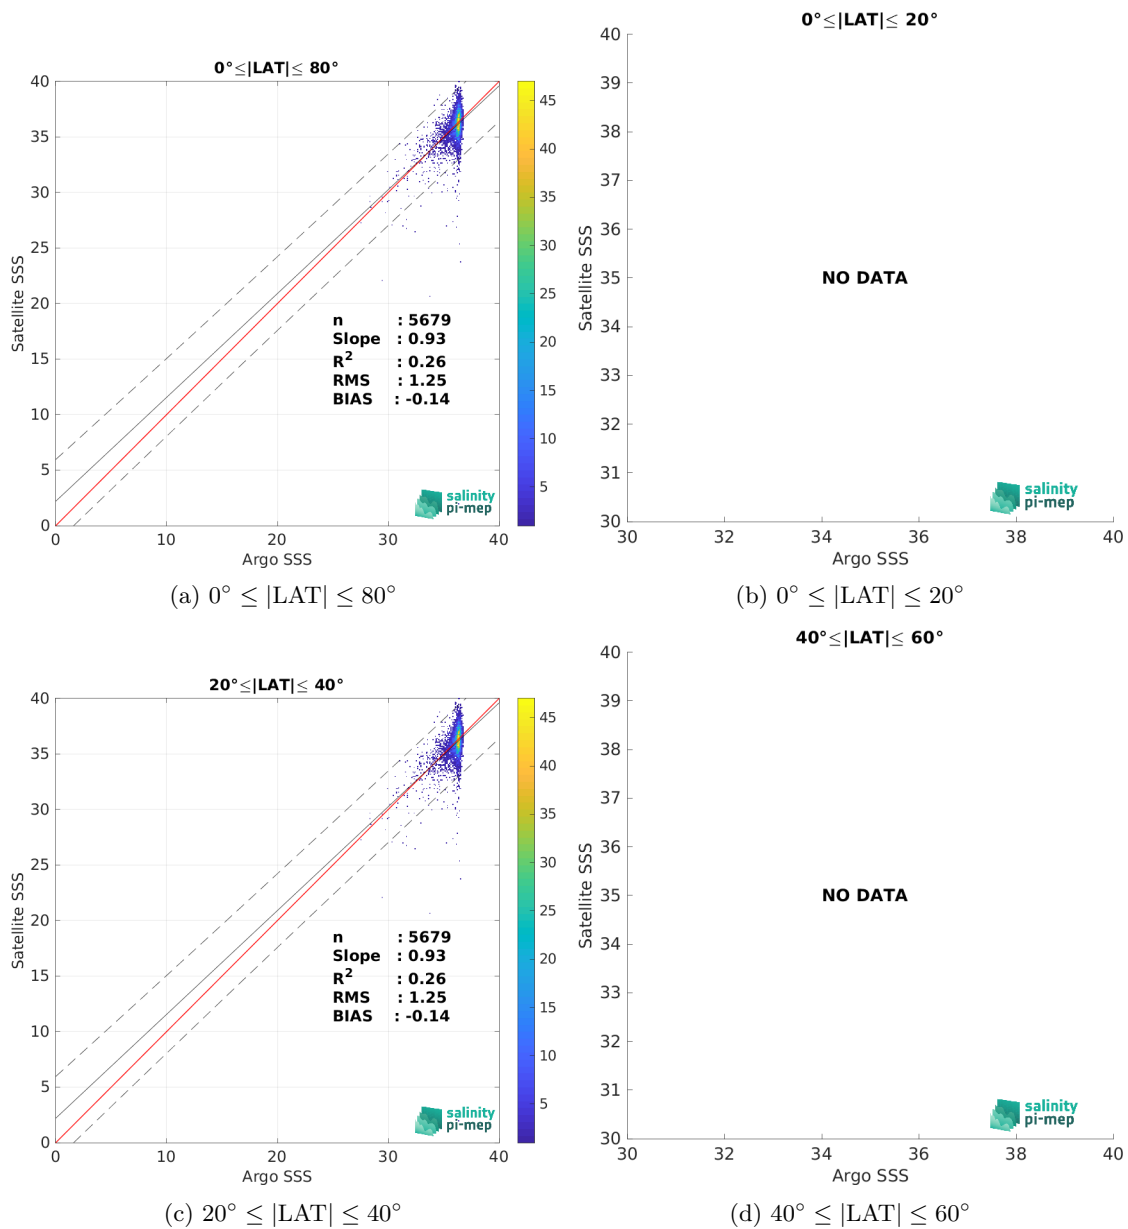 0°≤|LAT|≤ 80°
40
35
30
25
20
15
10
5
0
0
10
20
30
40
Satellite SSS
Argo SSS
n : 5679
Slope : 0.93
R² : 0.26
RMS : 1.25
BIAS : -0.14
salinity
pi-mep
45
40
35
30
25
20
15
10
5
(a) 0° ≤ |LAT| ≤ 80°
0°≤|LAT|≤ 20°
40
39
38
37
36
35
34
33
32
31
30
30
32
34
36
38
40
Satellite SSS
Argo SSS
NO DATA
salinity
pi-mep
(b) 0° ≤ |LAT| ≤ 20°
20°≤|LAT|≤ 40°
40
35
30
25
20
15
10
5
0
0
10
20
30
40
Satellite SSS
Argo SSS
n : 5679
Slope : 0.93
R² : 0.26
RMS : 1.25
BIAS : -0.14
salinity
pi-mep
45
40
35
30
25
20
15
10
5
(c) 20° ≤ |LAT| ≤ 40°
40°≤|LAT|≤ 60°
40
39
38
37
36
35
34
33
32
31
30
30
32
34
36
38
40
Satellite SSS
Argo SSS
NO DATA
salinity
pi-mep
(d) 40° ≤ |LAT| ≤ 60°